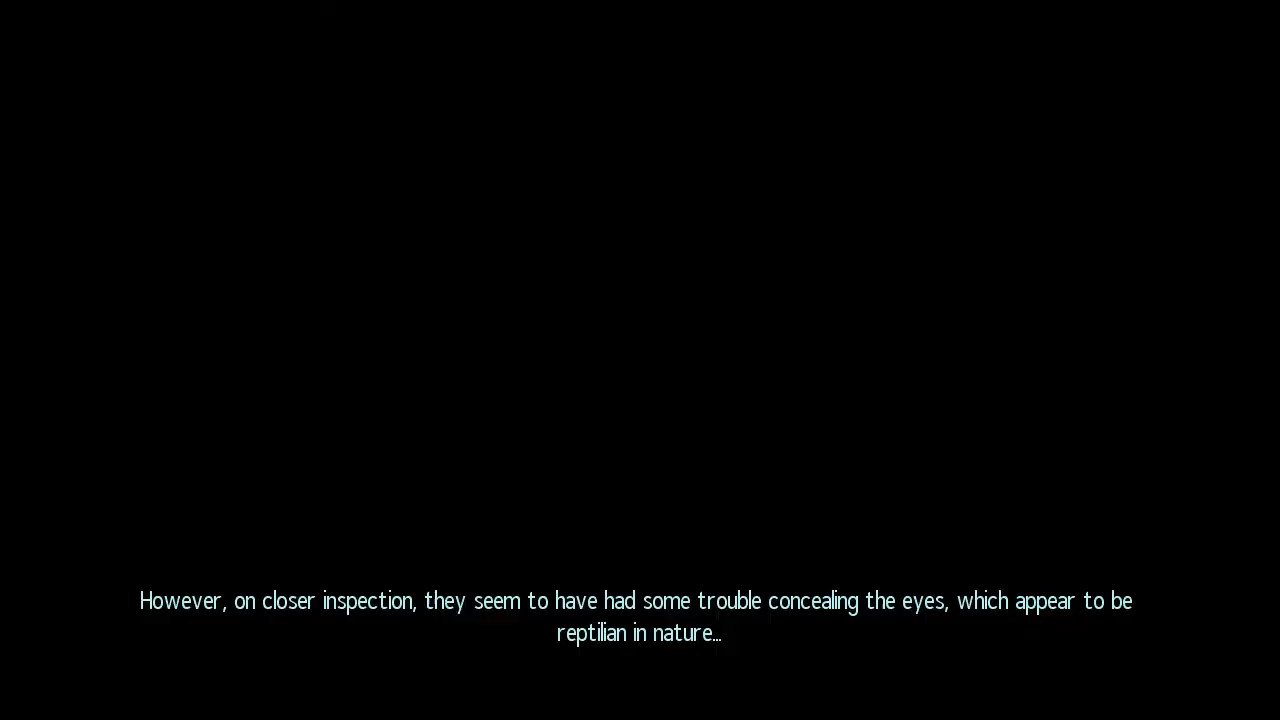 However, on closer inspection, they seem to have had some trouble concealing the eyes, which appear to be
reptilian in nature…